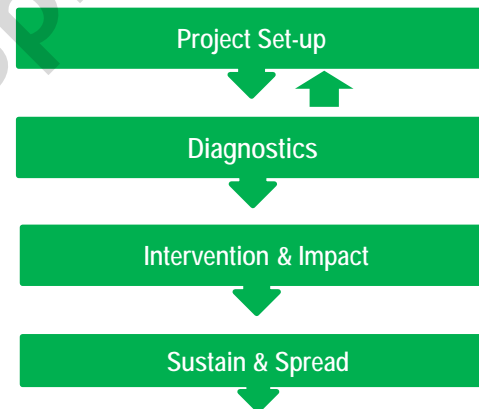 Project Set-up
Diagnostics
Intervention & Impact
Sustain & Spread